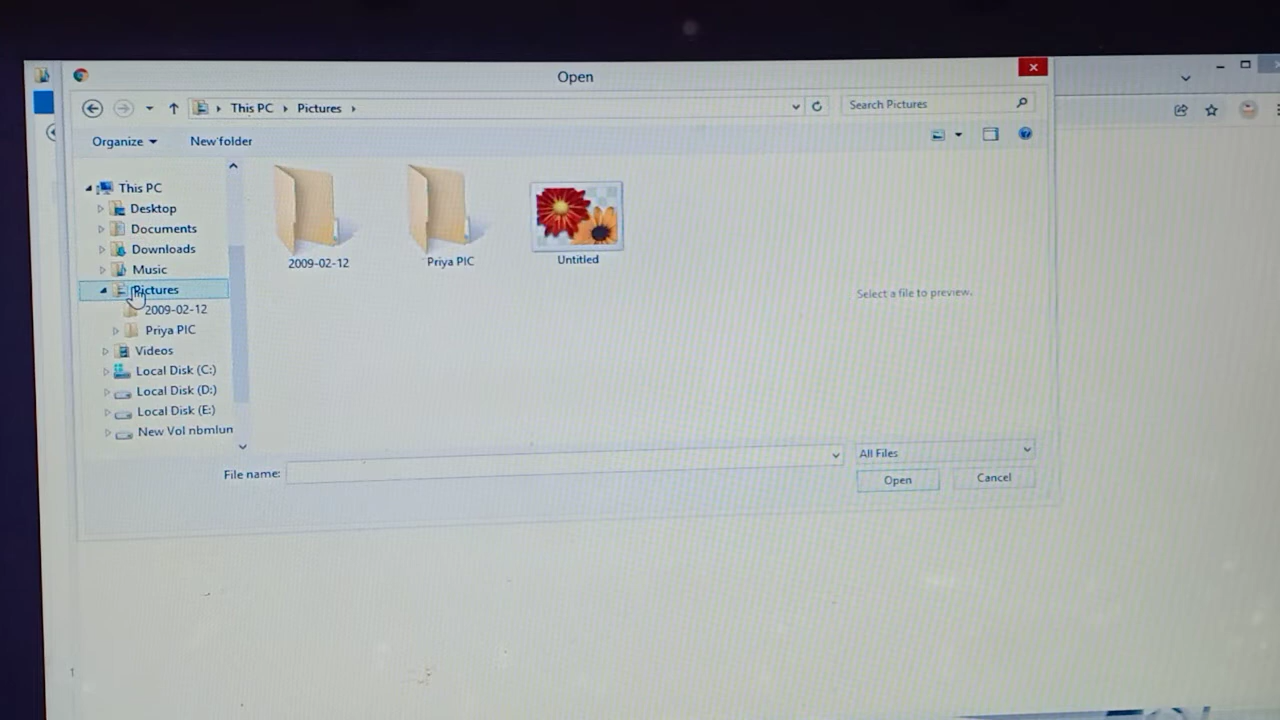 Open
This PC
Pictures
Search Pictures
Organize
New folder
This PC
Desktop
Documents
Downloads
Music
Pictures
2009-02-12
Priya PIC
Videos
Local Disk (C:)
Local Disk (D:)
Local Disk (E:)
New Vol nbmlun
2009-02-12
Priya PIC
Untitled
Select a file to preview.
File name:
All Files
Open
Cancel